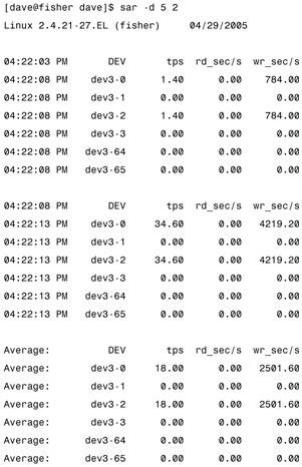 [dave@fisher dave]$ sar -d 5 2
Linux 2.4.21-27.EL (fisher) 04/29/2005
04:22:03 PM DEV tps rd_sec/s wr_sec/s
04:22:08 PM dev3-0 1.40 0.00 784.00
04:22:08 PM dev3-1 0.00 0.00 0.00
04:22:08 PM dev3-2 1.40 0.00 784.00
04:22:08 PM dev3-3 0.00 0.00 0.00
04:22:08 PM dev3-64 0.00 0.00 0.00
04:22:08 PM dev3-65 0.00 0.00 0.00
04:22:08 PM DEV tps rd_sec/s wr_sec/s
04:22:13 PM dev3-0 34.60 0.00 4219.20
04:22:13 PM dev3-1 0.00 0.00 0.00
04:22:13 PM dev3-2 34.60 0.00 4219.20
04:22:13 PM dev3-3 0.00 0.00 0.00
04:22:13 PM dev3-64 0.00 0.00 0.00
04:22:13 PM dev3-65 0.00 0.00 0.00
Average: DEV tps rd_sec/s wr_sec/s
Average: dev3-0 18.00 0.00 2501.60
Average: dev3-1 0.00 0.00 0.00
Average: dev3-2 18.00 0.00 2501.60
Average: dev3-3 0.00 0.00 0.00
Average: dev3-64 0.00 0.00 0.00
Average: dev3-65 0.00 0.00 0.00